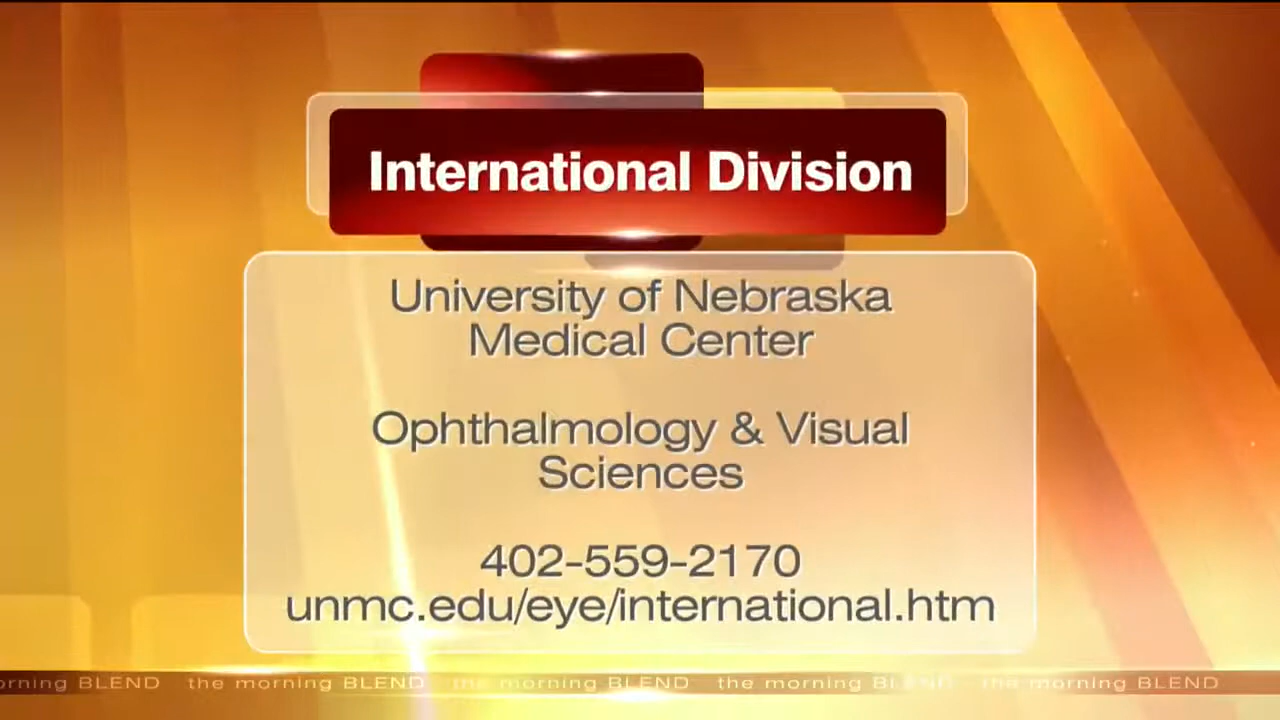 International Division
University of Nebraska
Medical Center
Ophthalmology & Visual
Sciences
402-559-2170
unmc.edu/eye/international.htm
orning BLEND the morning BLEND the morning BLEND the morning BLEND the morning BLEND